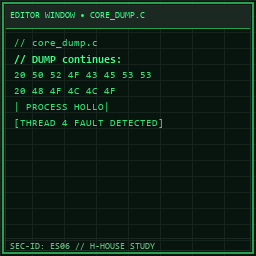 EDITOR WINDOW • CORE_DUMP.C
// core_dump.c
// DUMP continues:
20 50 52 4F 43 45 53 53
20 48 4F 4C 4C 4F
| PROCESS HOLLO|
[THREAD 4 FAULT DETECTED]
SEC-ID: ES06 // H-HOUSE STUDY